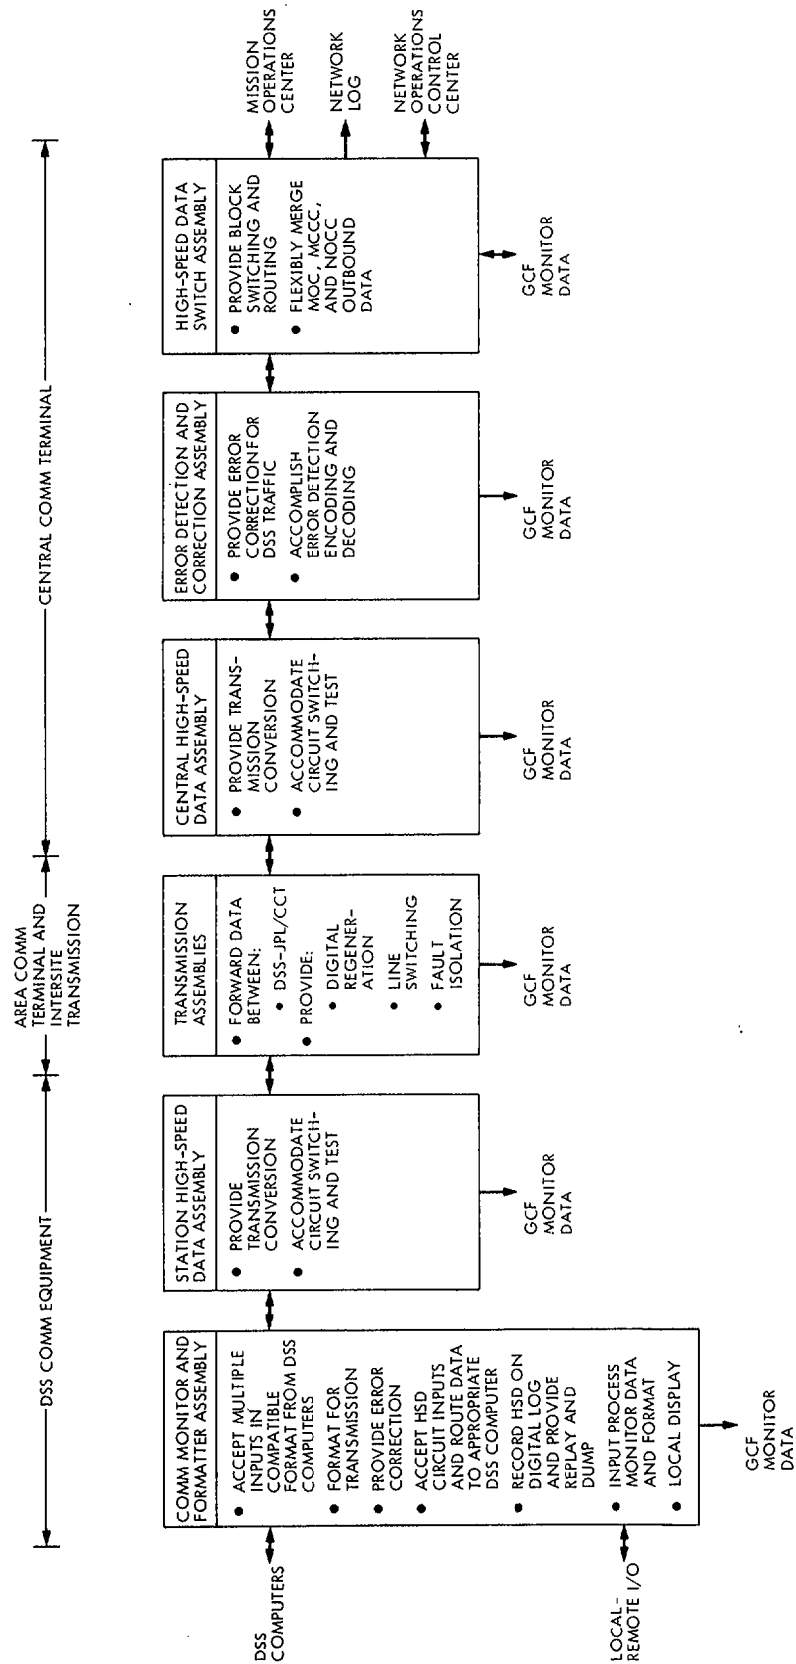 DSS COMM EQUIPMENT
AREA COMM
TERMINAL AND
INTERSITE
TRANSMISSION
CENTRAL COMM TERMINAL
DSS
COMPUTERS
LOCAL-
REMOTE I/O
COMM MONITOR AND
FORMATTER ASSEMBLY
• ACCEPT MULTIPLE
INPUTS IN
COMPATIBLE
FORMAT FROM DSS
COMPUTERS
• FORMAT FOR
TRANSMISSION
• PROVIDE ERROR
CORRECTION
• ACCEPT HSD
CIRCUIT INPUTS
AND ROUTE DATA
TO APPROPRIATE
DSS COMPUTER
• RECORD HSD ON
DIGITAL LOG
AND PROVIDE
REPLAY AND
DUMP
• INPUT PROCESS
MONITOR DATA
AND FORMAT
• LOCAL DISPLAY
GCF
MONITOR
DATA
STATION HIGH-SPEED
DATA ASSEMBLY
• PROVIDE
TRANSMISSION
CONVERSION
• ACCOMMODATE
CIRCUIT SWITCH-
ING AND TEST
GCF
MONITOR
DATA
TRANSMISSION
ASSEMBLIES
• FORWARD DATA
BETWEEN:
• DSS-JPL/CCT
• PROVIDE:
• DIGITAL
REGENER-
ATION
• LINE
SWITCHING
• FAULT
ISOLATION
GCF
MONITOR
DATA
CENTRAL HIGH-SPEED
DATA ASSEMBLY
• PROVIDE TRANS-
MISSION
CONVERSION
• ACCOMMODATE
CIRCUIT SWITCH-
ING AND TEST
GCF
MONITOR
DATA
ERROR DETECTION AND
CORRECTION ASSEMBLY
• PROVIDE ERROR
CORRECTION FOR
DSS TRAFFIC
• ACCOMPLISH
ERROR DETECTION
ENCODING AND
DECODING
GCF
MONITOR
DATA
HIGH-SPEED DATA
SWITCH ASSEMBLY
• PROVIDE BLOCK
SWITCHING AND
ROUTING
• FLEXIBLY MERGE
MOC, MCCC,
AND NOCC
OUTBOUND
DATA
GCF
MONITOR
DATA
MISSION
OPERATIONS
CENTER
NETWORK
LOG
NETWORK
OPERATIONS
CONTROL
CENTER